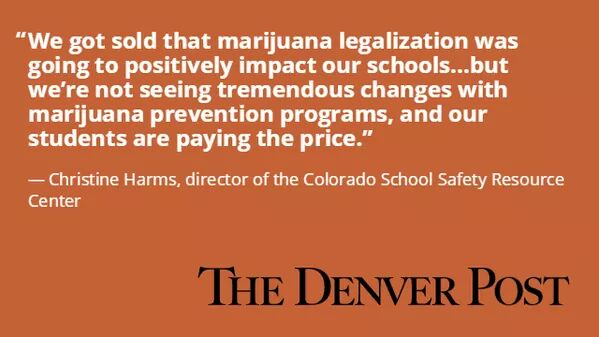 “We got sold that marijuana legalization was
going to positively impact our schools...but
we’re not seeing tremendous changes with
marijuana prevention programs, and our
students are paying the price.”
— Christine Harms, director of the Colorado School Safety Resource
Center
THE DENVER POST